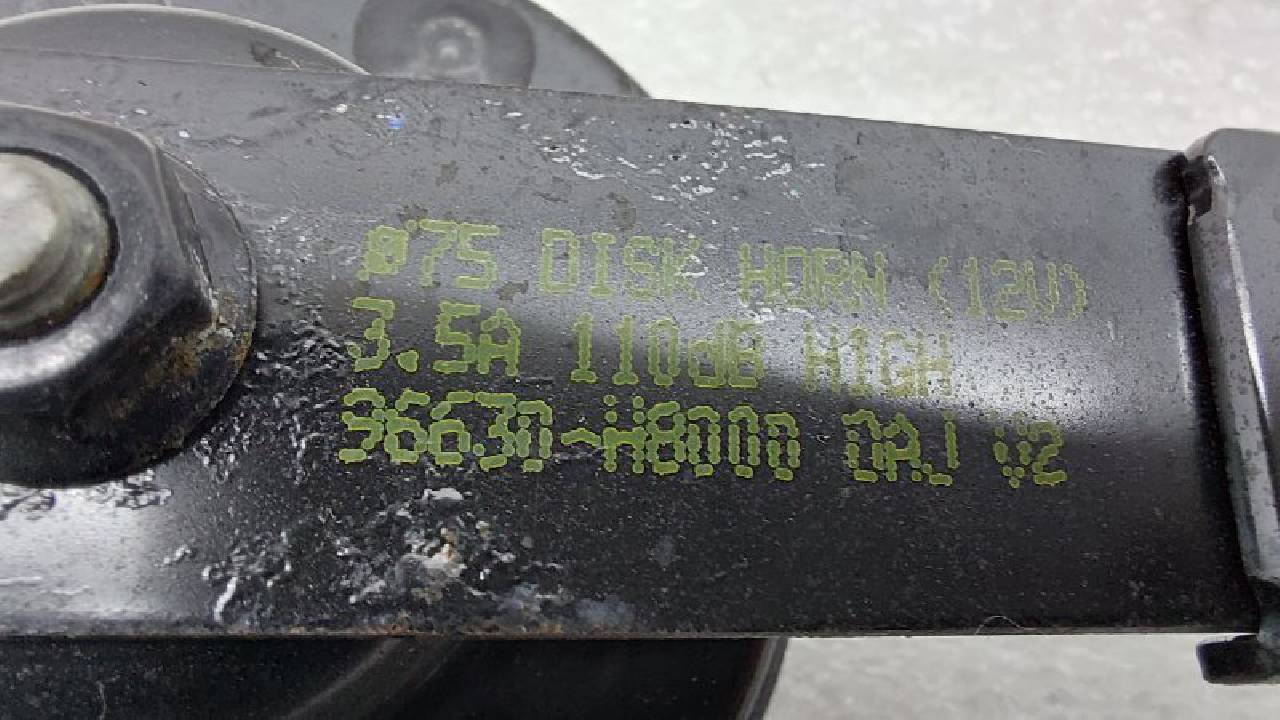 Ø75 DISK HORN (12V)
3.5A 110dB HIGH
96630-H8000 DAJ V2